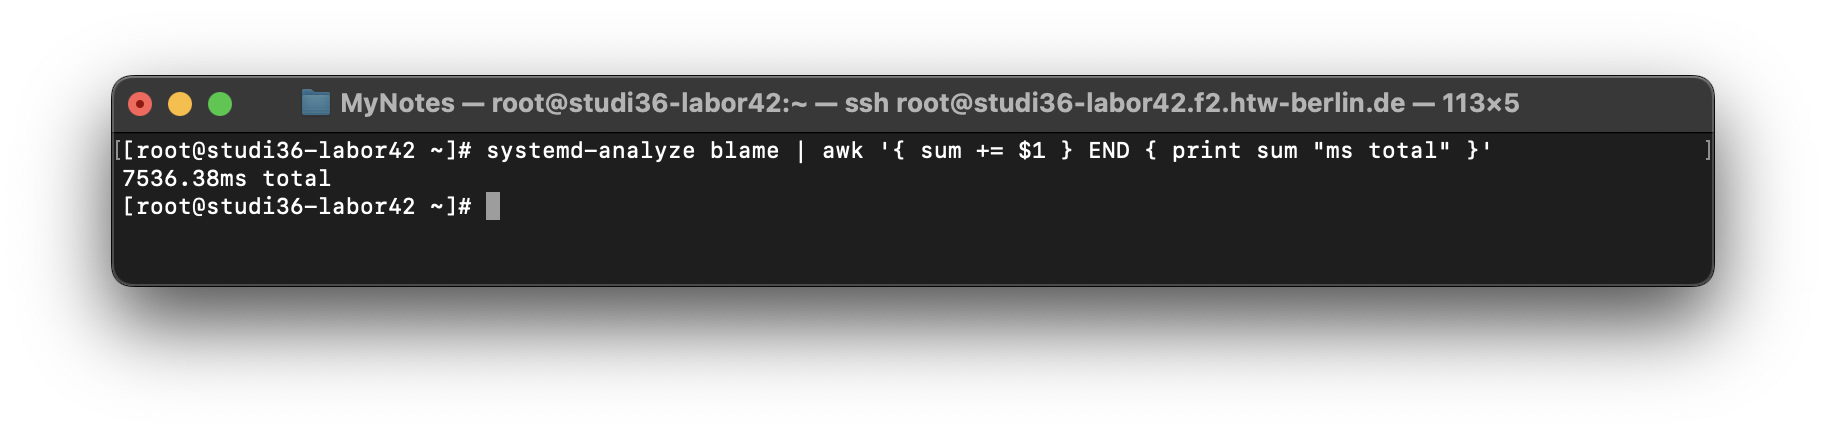 MyNotes — root@studi36-labor42:~ — ssh root@studi36-labor42.f2.htw-berlin.de — 113×5
[[root@studi36-labor42 ~]# systemd-analyze blame | awk '{ sum += $1 } END { print sum "ms total" }' ]
7536.38ms total
[root@studi36-labor42 ~]#